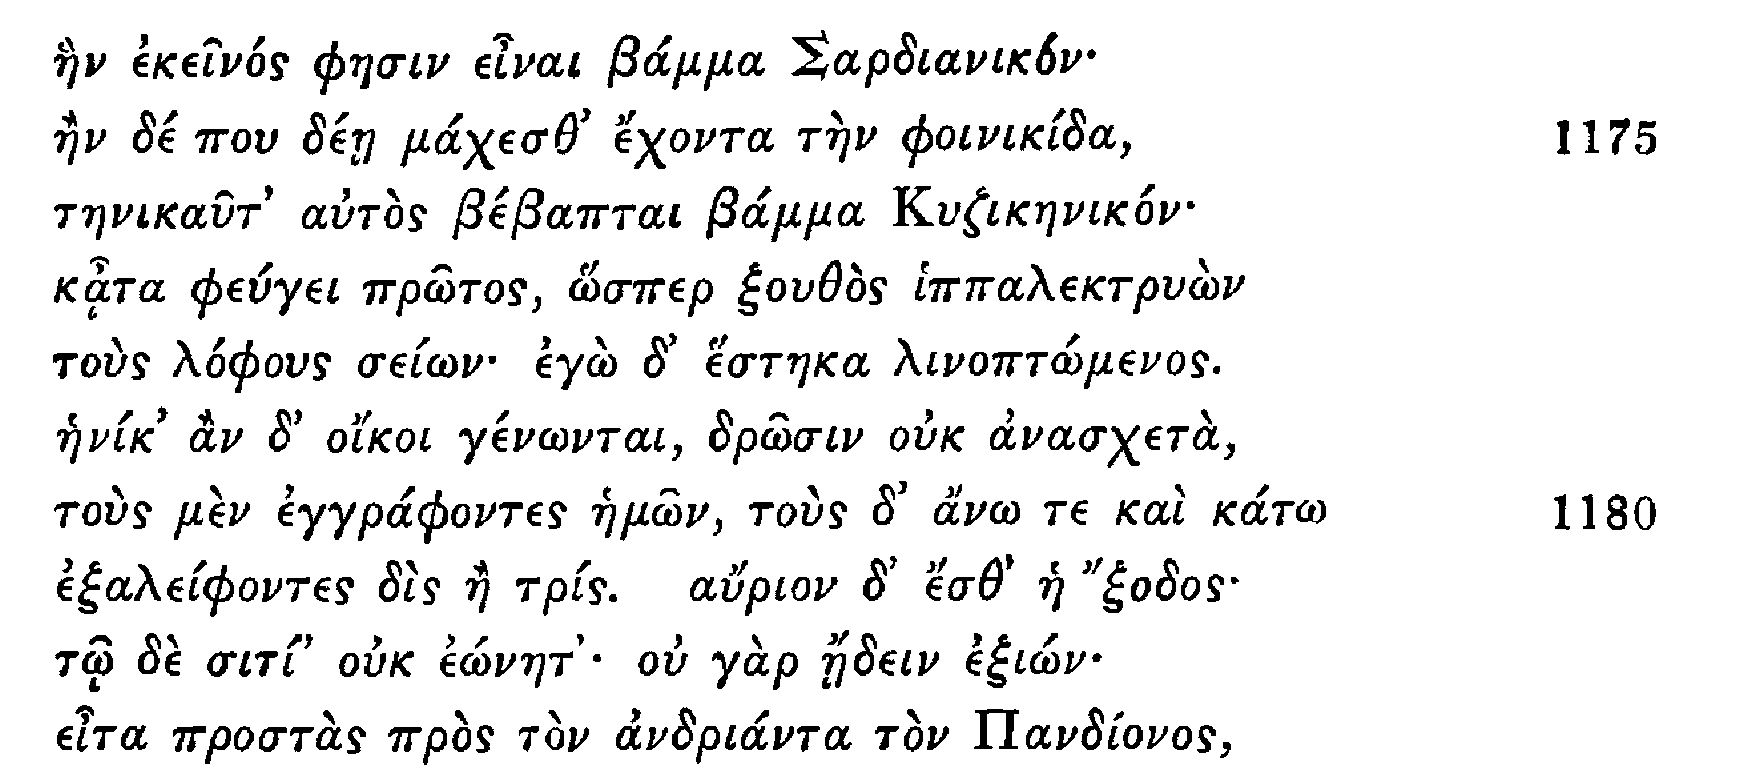 ἣν ἐκεῖνός φησιν εἶναι βάμμα Σαρδιανικόν·
ἢν δέ που δέῃ μάχεσθ’ ἔχοντα τὴν φοινικίδα, 1175
τηνικαῦτ’ αὐτὸς βέβαπται βάμμα Κυζικηνικόν·
κᾆτα φεύγει πρῶτος, ὥσπερ ξουθὸς ἱππαλεκτρυὼν
τοὺς λόφους σείων· ἐγὼ δ’ ἕστηκα λινοπτώμενος.
ἡνίκ’ ἂν δ’ οἴκοι γένωνται, δρῶσιν οὐκ ἀνασχετὰ,
τοὺς μὲν ἐγγράφοντες ἡμῶν, τοὺς δ’ ἄνω τε καὶ κάτω 1180
ἐξαλείφοντες δὶς ἢ τρίς. αὔριον δ’ ἔσθ’ ἡ ’́ξοδος·
τῷ δὲ σιτί’ οὐκ ἐώνητ’· οὐ γὰρ ᾔδειν ἐξιών·
εἶτα προστὰς πρὸς τὸν ἀνδριάντα τὸν Πανδίονος,